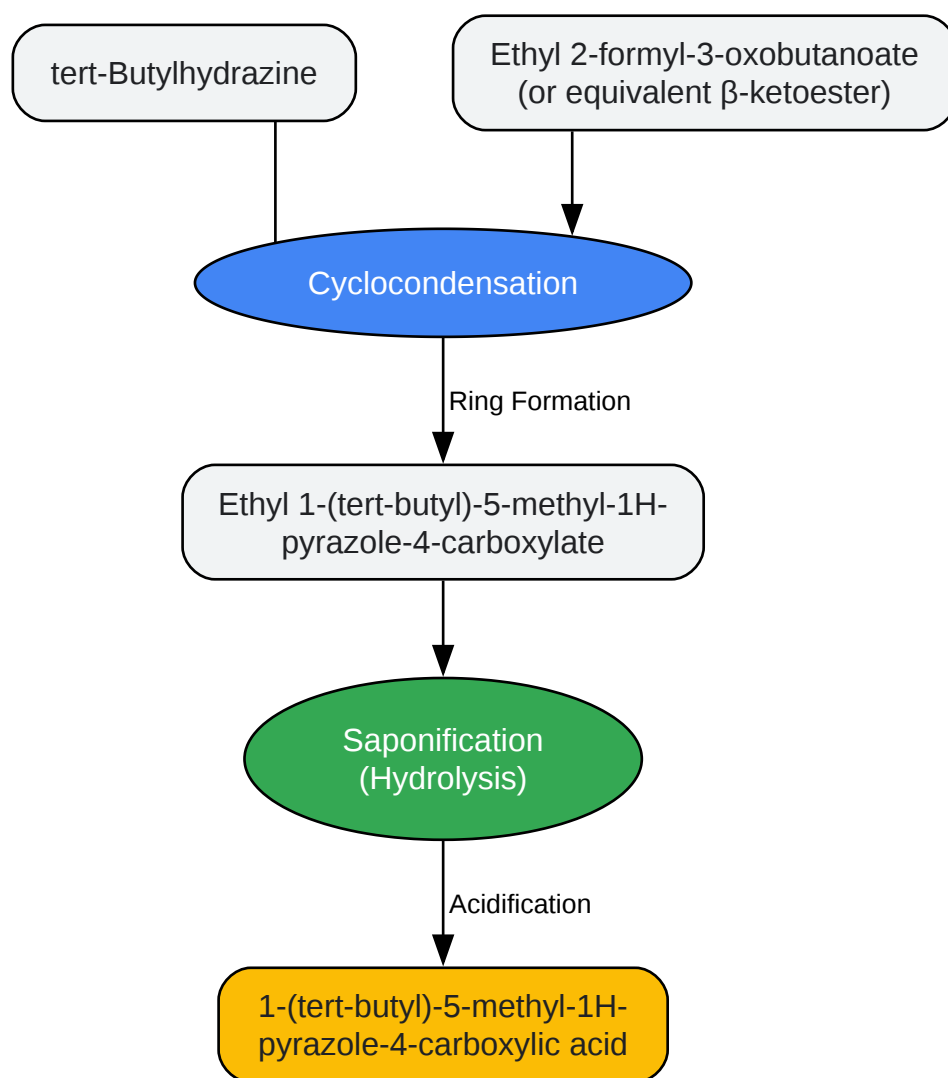 tert-Butylhydrazine
Ethyl 2-formyl-3-oxobutanoate
(or equivalent β-ketoester)
Cyclocondensation
Ring Formation
Ethyl 1-(tert-butyl)-5-methyl-1H-
pyrazole-4-carboxylate
Saponification
(Hydrolysis)
Acidification
1-(tert-butyl)-5-methyl-1H-
pyrazole-4-carboxylic acid